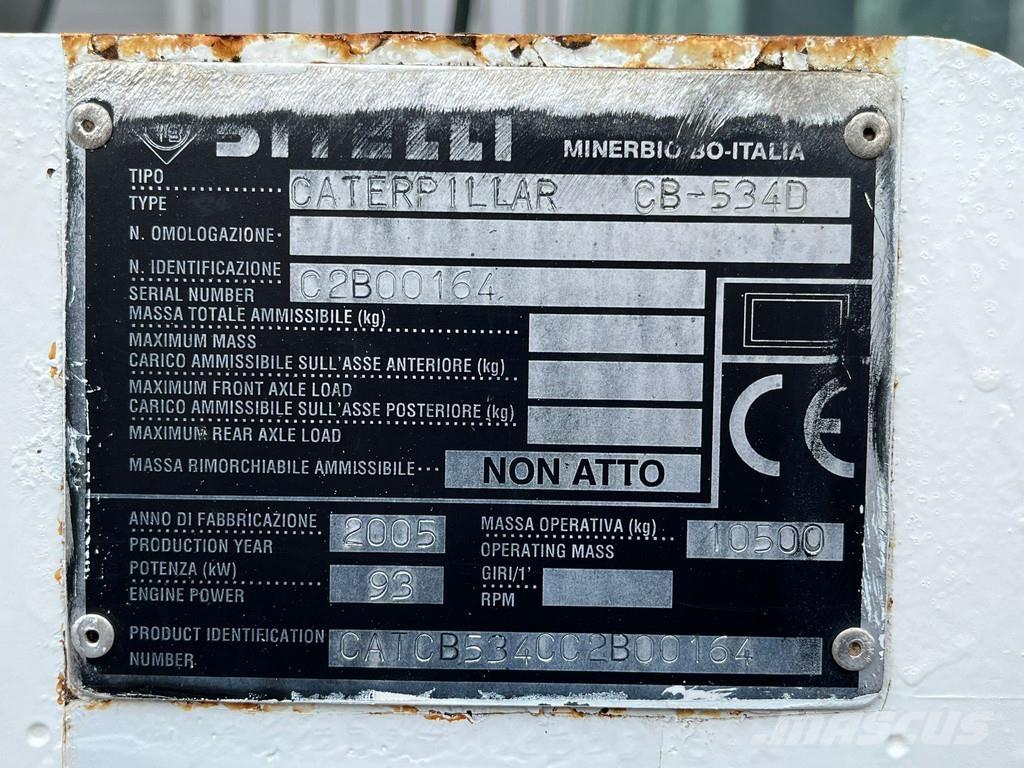 BITELLI MINERBIO BO-ITALIA
TIPO
TYPE
CATERPILLAR CB-534D
N. OMOLOGAZIONE
N. IDENTIFICAZIONE
SERIAL NUMBER
C2B00164
MASSA TOTALE AMMISSIBILE (kg)
MAXIMUM MASS
CARICO AMMISSIBILE SULL'ASSE ANTERIORE (kg)
MAXIMUM FRONT AXLE LOAD
CARICO AMMISSIBILE SULL'ASSE POSTERIORE (kg)
MAXIMUM REAR AXLE LOAD
MASSA RIMORCHIABILE AMMISSIBILE NON ATTO
CE
ANNO DI FABBRICAZIONE
PRODUCTION YEAR
2005
MASSA OPERATIVA (kg)
OPERATING MASS
10500
POTENZA (kW)
ENGINE POWER
93
GIRI/1'
RPM
PRODUCT IDENTIFICATION
NUMBER
CATCB534CC2B00164
MASCUS